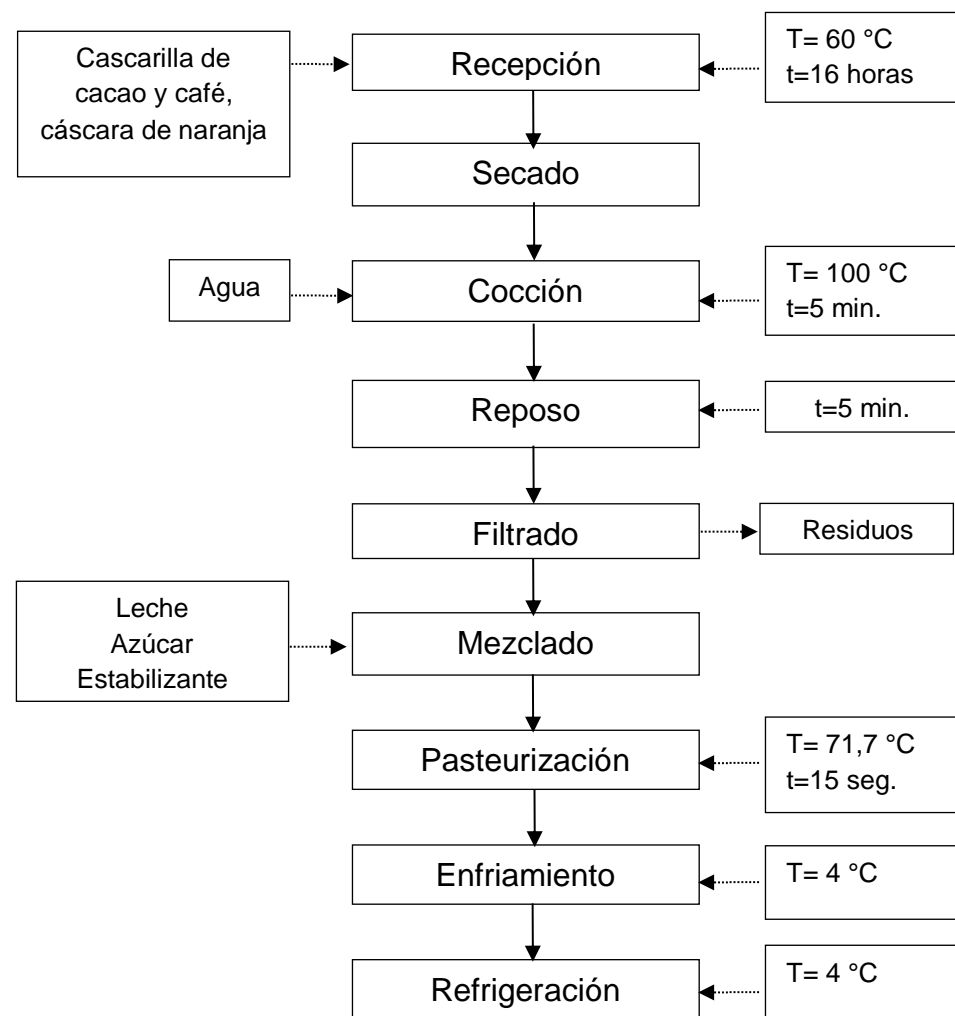 Cascarilla de
cacao y café,
cáscara de naranja
Recepción
T= 60 °C
t=16 horas
Secado
Agua
Cocción
T= 100 °C
t=5 min.
Reposo
t=5 min.
Filtrado
Residuos
Leche
Azúcar
Estabilizante
Mezclado
Pasteurización
T= 71,7 °C
t=15 seg.
Enfriamiento
T= 4 °C
Refrigeración
T= 4 °C